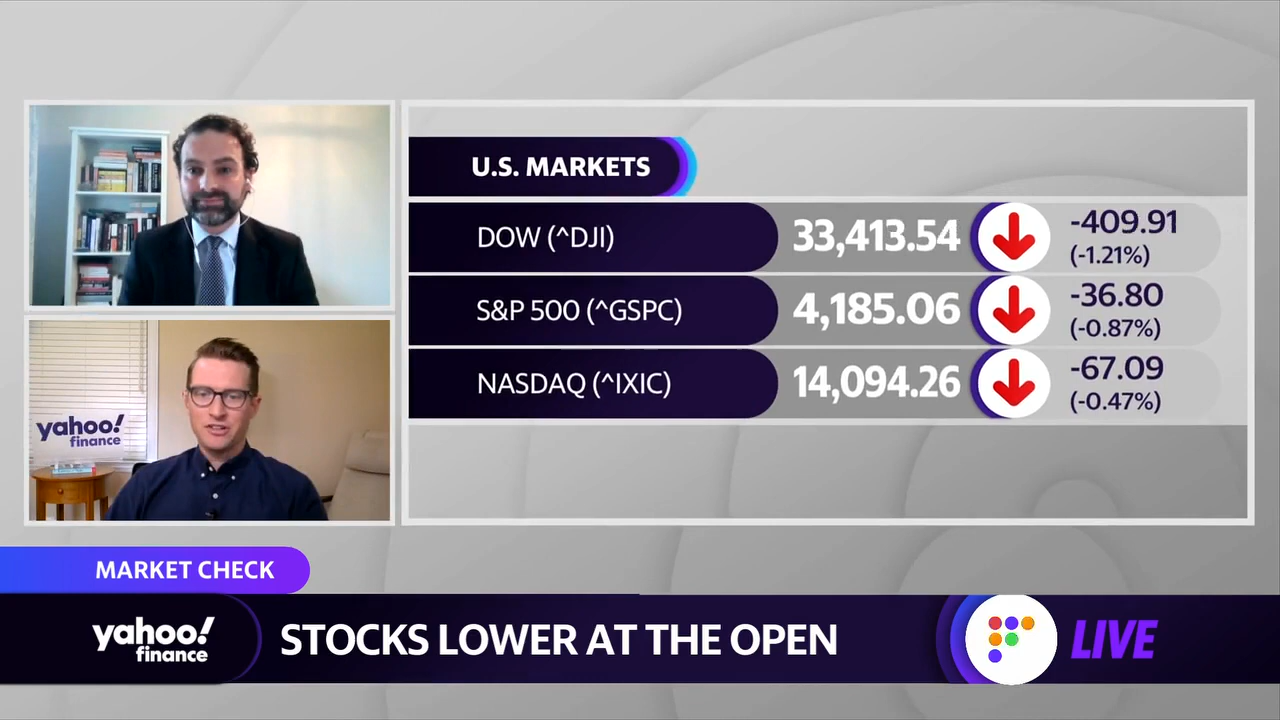 U.S. MARKETS
DOW (^DJI) 33,413.54 -409.91
(-1.21%)
S&P 500 (^GSPC) 4,185.06 -36.80
(-0.87%)
NASDAQ (^IXIC) 14,094.26 -67.09
(-0.47%)
yahoo!
finance
MARKET CHECK
yahoo!
finance
STOCKS LOWER AT THE OPEN
LIVE